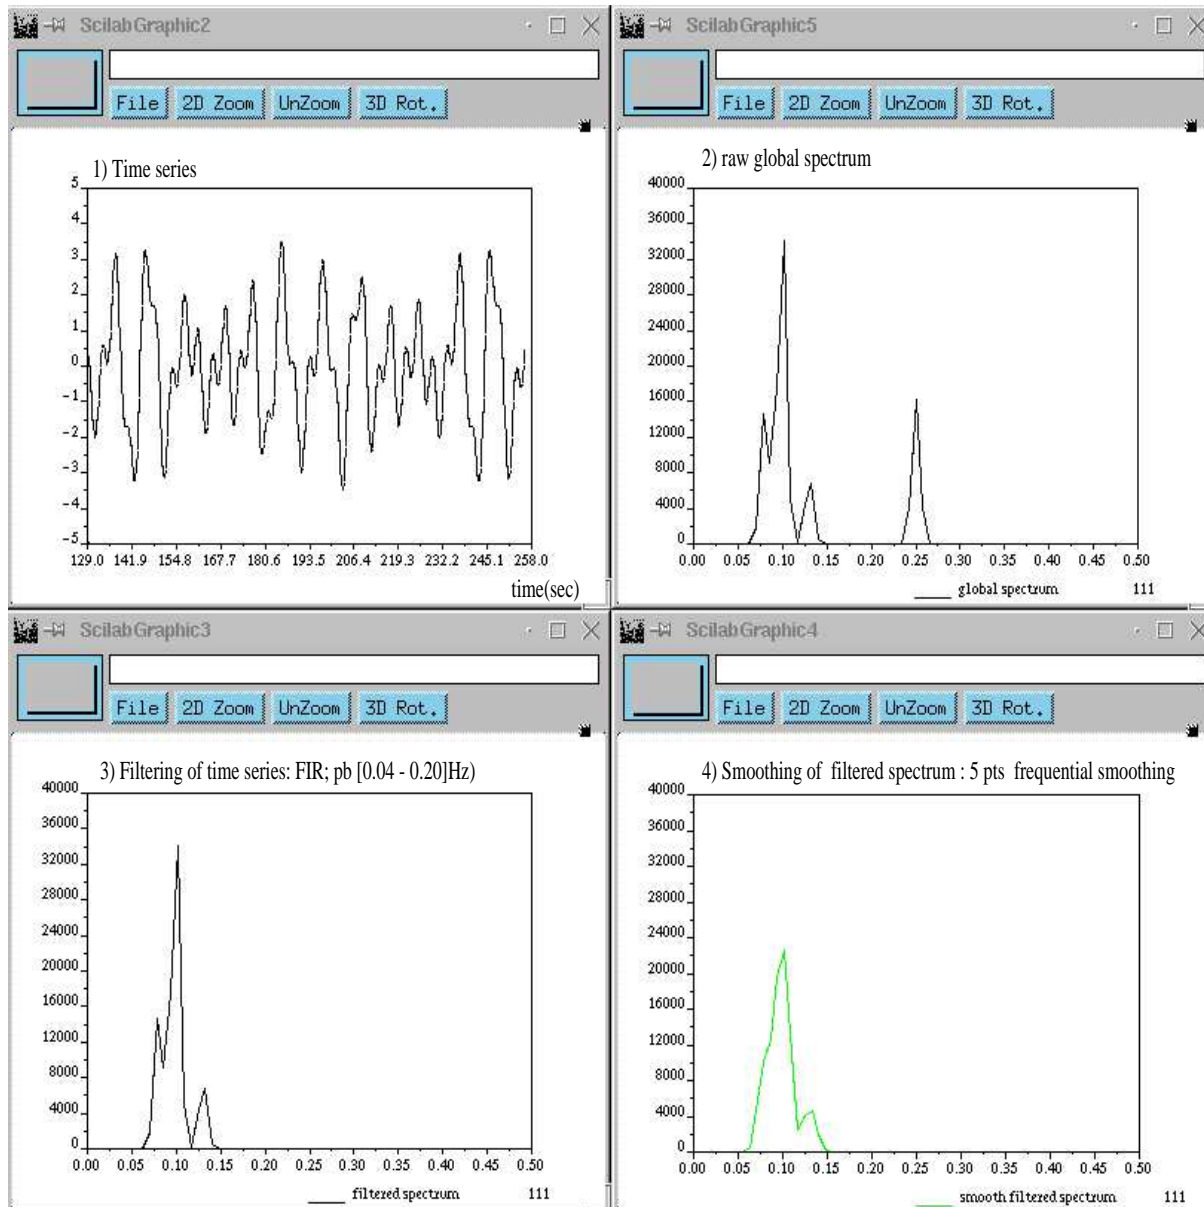 ScilabGraphic2
File 2D Zoom UnZoom 3D Rot.
1) Time series
5
4
3
2
1
0
-1
-2
-3
-4
-5
129.0 141.9 154.8 167.7 180.6 193.5 206.4 219.3 232.2 245.1 258.0
time(sec)
ScilabGraphic5
File 2D Zoom UnZoom 3D Rot.
2) raw global spectrum
40000
36000
32000
28000
24000
20000
16000
12000
8000
4000
0
0.00 0.05 0.10 0.15 0.20 0.25 0.30 0.35 0.40 0.45 0.50
global spectrum 111
ScilabGraphic3
File 2D Zoom UnZoom 3D Rot.
3) Filtering of time series: FIR; pb [0.04 - 0.20]Hz)
40000
36000
32000
28000
24000
20000
16000
12000
8000
4000
0
0.00 0.05 0.10 0.15 0.20 0.25 0.30 0.35 0.40 0.45 0.50
filtered spectrum 111
ScilabGraphic4
File 2D Zoom UnZoom 3D Rot.
4) Smoothing of filtered spectrum : 5 pts frequential smoothing
40000
36000
32000
28000
24000
20000
16000
12000
8000
4000
0
0.00 0.05 0.10 0.15 0.20 0.25 0.30 0.35 0.40 0.45 0.50
smooth filtered spectrum 111